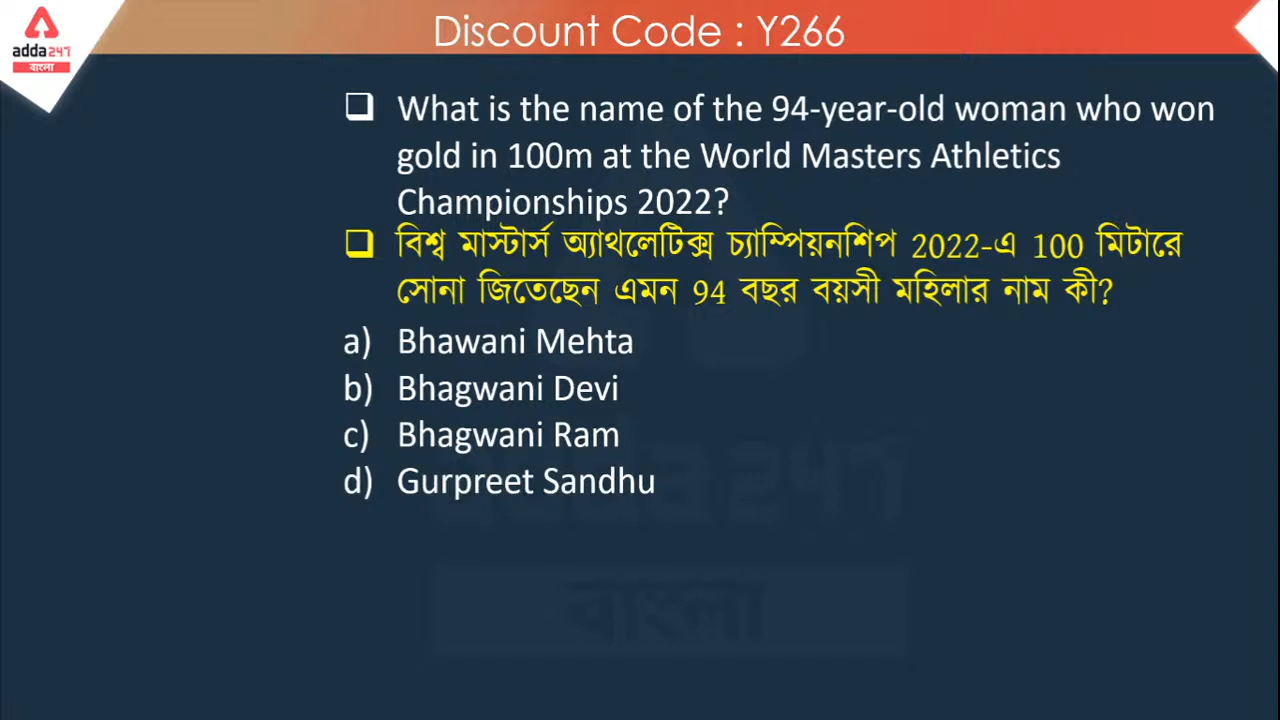 Discount Code : Y266
adda247
বাংলা
❑ What is the name of the 94-year-old woman who won
gold in 100m at the World Masters Athletics
Championships 2022?
❑ বিশ্ব মাস্টার্স অ্যাথলেটিক্স চ্যাম্পিয়নশিপ 2022-এ 100 মিটারে
সোনা জিতেছেন এমন 94 বছর বয়সী মহিলার নাম কী?
a) Bhawani Mehta
b) Bhagwani Devi
c) Bhagwani Ram
d) Gurpreet Sandhu
adda247
বাংলা